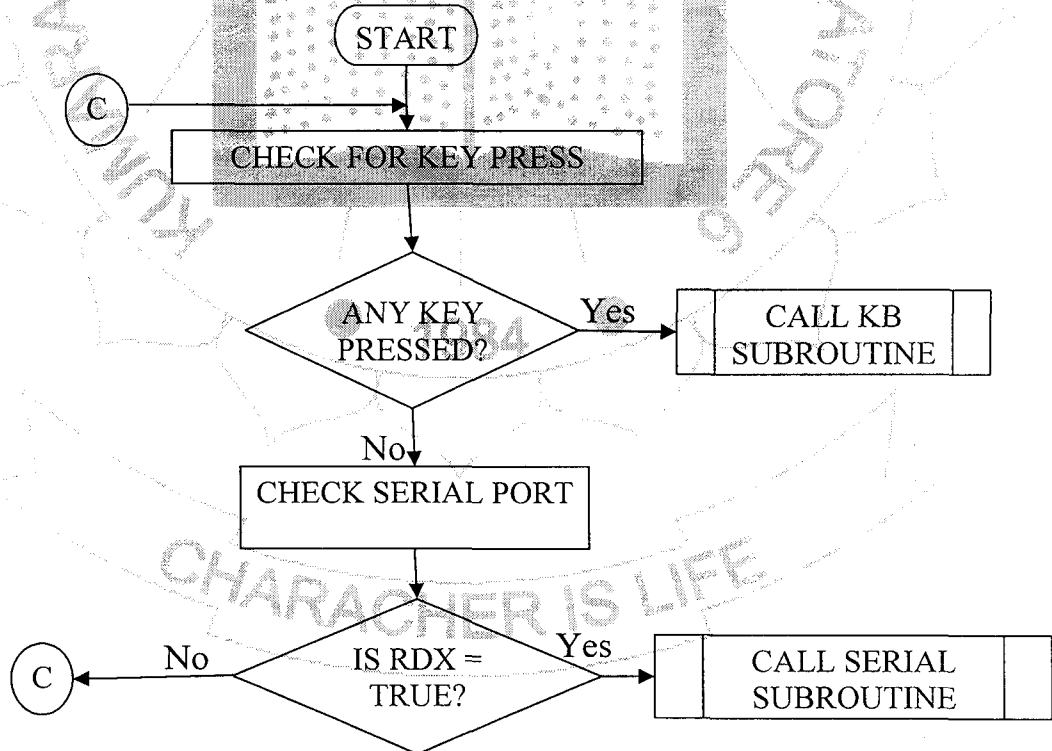 START
C
CHECK FOR KEY PRESS
ANY KEY
PRESSED?
Yes
CALL KB
SUBROUTINE
1984
No
CHECK SERIAL PORT
CHARACHER IS LIFE
IS RDX =
TRUE?
No
Yes
C
CALL SERIAL
SUBROUTINE